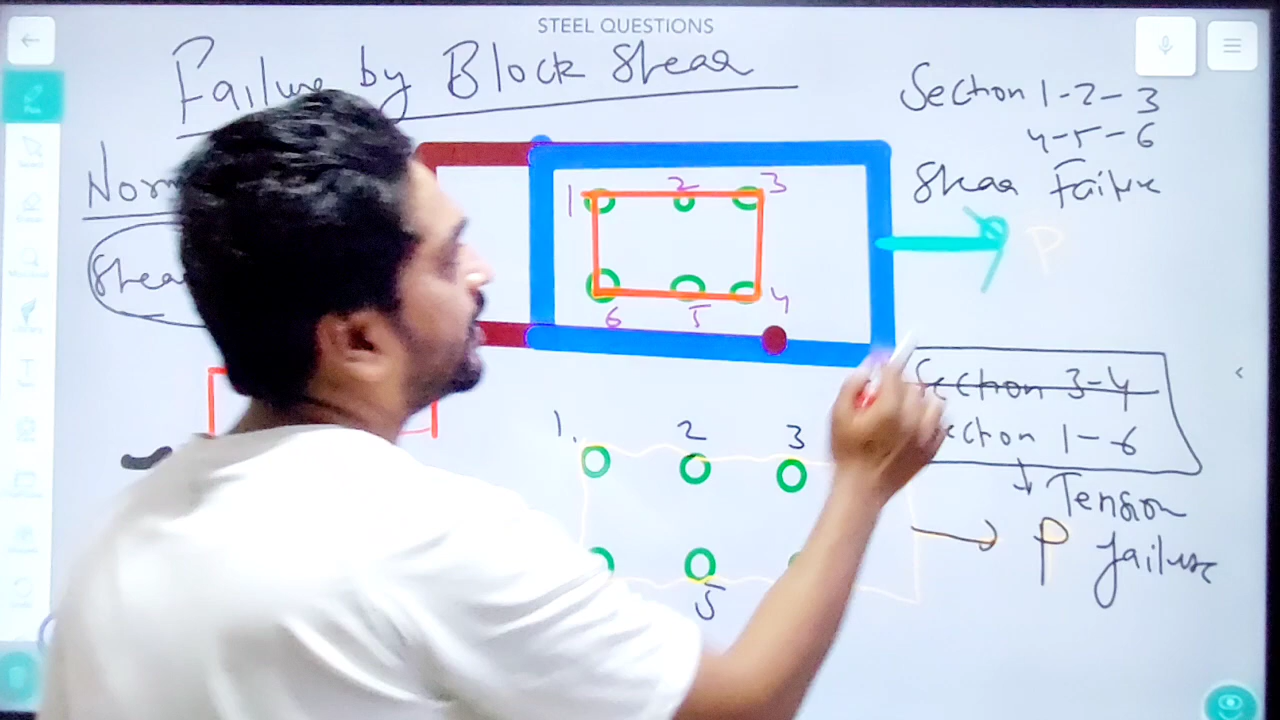 STEEL QUESTIONS
Failure by Block Shear
Section 1-2-3
4-5-6
Shear Failure
1 2 3
P
6 5 4
Section 3-4
Section 1-6
Tension
failure
1. 2 3
P
5